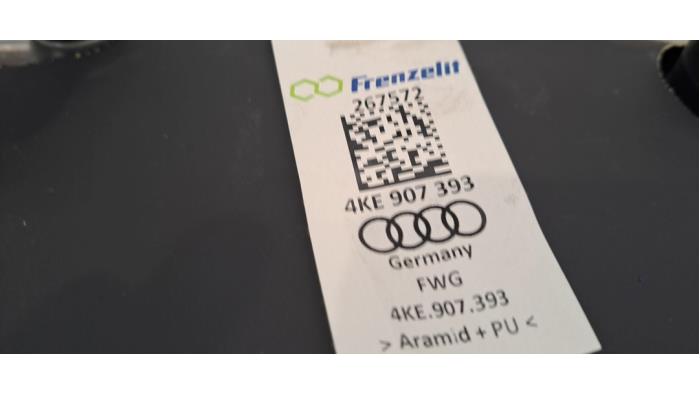 Frenzelit
267572
4KE 907 393
Germany
FWG
4KE.907.393
> Aramid + PU <